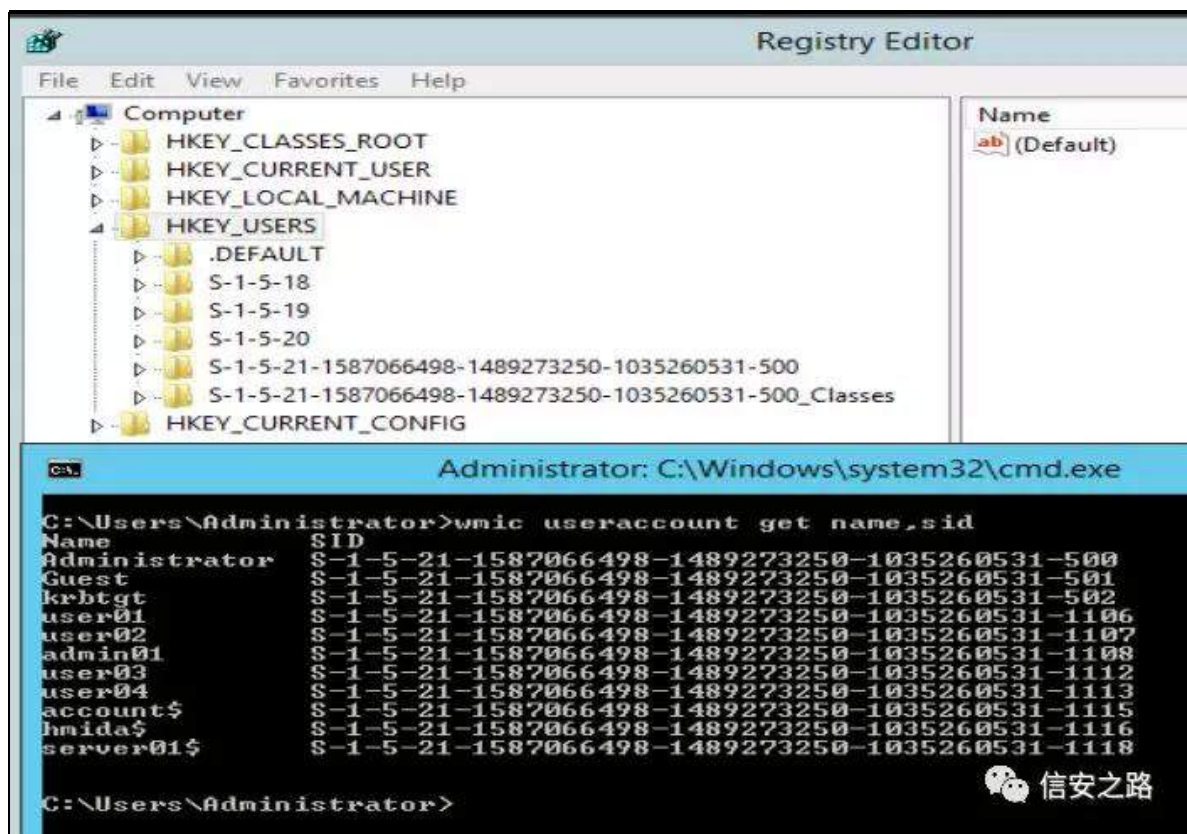 Registry Editor
File Edit View Favorites Help
Computer
HKEY_CLASSES_ROOT
HKEY_CURRENT_USER
HKEY_LOCAL_MACHINE
HKEY_USERS
.DEFAULT
S-1-5-18
S-1-5-19
S-1-5-20
S-1-5-21-1587066498-1489273250-1035260531-500
S-1-5-21-1587066498-1489273250-1035260531-500_Classes
HKEY_CURRENT_CONFIG
Name
ab (Default)
C:\. Administrator: C:\Windows\system32\cmd.exe
C:\Users\Administrator>wmic useraccount get name,sid
Name SID
Administrator S-1-5-21-1587066498-1489273250-1035260531-500
Guest S-1-5-21-1587066498-1489273250-1035260531-501
krbtgt S-1-5-21-1587066498-1489273250-1035260531-502
user01 S-1-5-21-1587066498-1489273250-1035260531-1106
user02 S-1-5-21-1587066498-1489273250-1035260531-1107
admin01 S-1-5-21-1587066498-1489273250-1035260531-1108
user03 S-1-5-21-1587066498-1489273250-1035260531-1112
user04 S-1-5-21-1587066498-1489273250-1035260531-1113
account$ S-1-5-21-1587066498-1489273250-1035260531-1115
hmida$ S-1-5-21-1587066498-1489273250-1035260531-1116
server01$ S-1-5-21-1587066498-1489273250-1035260531-1118
信安之路
C:\Users\Administrator>